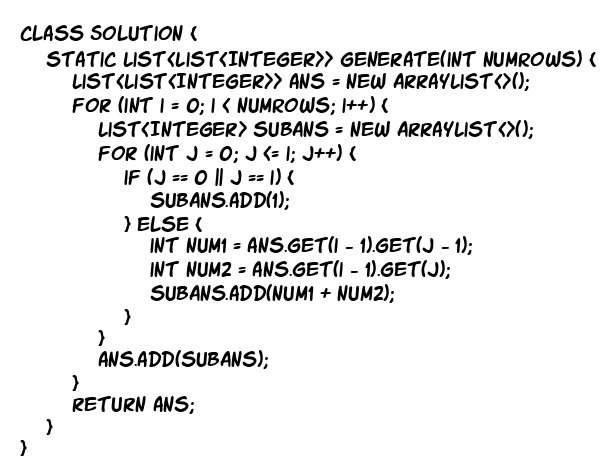 CLASS SOLUTION {
STATIC LIST<LIST<INTEGER>> GENERATE(INT NUMROWS) {
LIST<LIST<INTEGER>> ANS = NEW ARRAYLIST<>();
FOR (INT I = 0; I < NUMROWS; I++) {
LIST<INTEGER> SUBANS = NEW ARRAYLIST<>();
FOR (INT J = 0; J <= I; J++) {
IF (J == 0 || J == I) {
SUBANS.ADD(1);
} ELSE {
INT NUM1 = ANS.GET(I - 1).GET(J - 1);
INT NUM2 = ANS.GET(I - 1).GET(J);
SUBANS.ADD(NUM1 + NUM2);
}
}
ANS.ADD(SUBANS);
}
RETURN ANS;
}
}